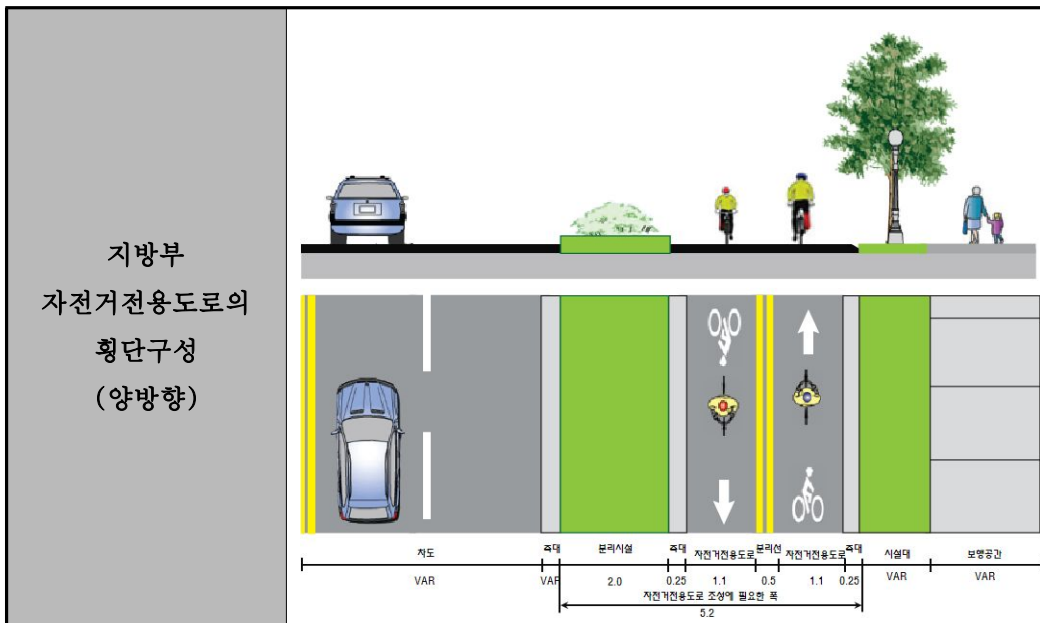 지방부
자전거전용도로의
횡단구성
(양방향)
차도 측대 분리시설 측대 자전거전용도로 분리선 자전거전용도로 측대 시설대 보행공간
VAR VAR 2.0 0.25 1.1 0.5 1.1 0.25 VAR VAR
자전거전용도로 조성에 필요한 폭
5.2